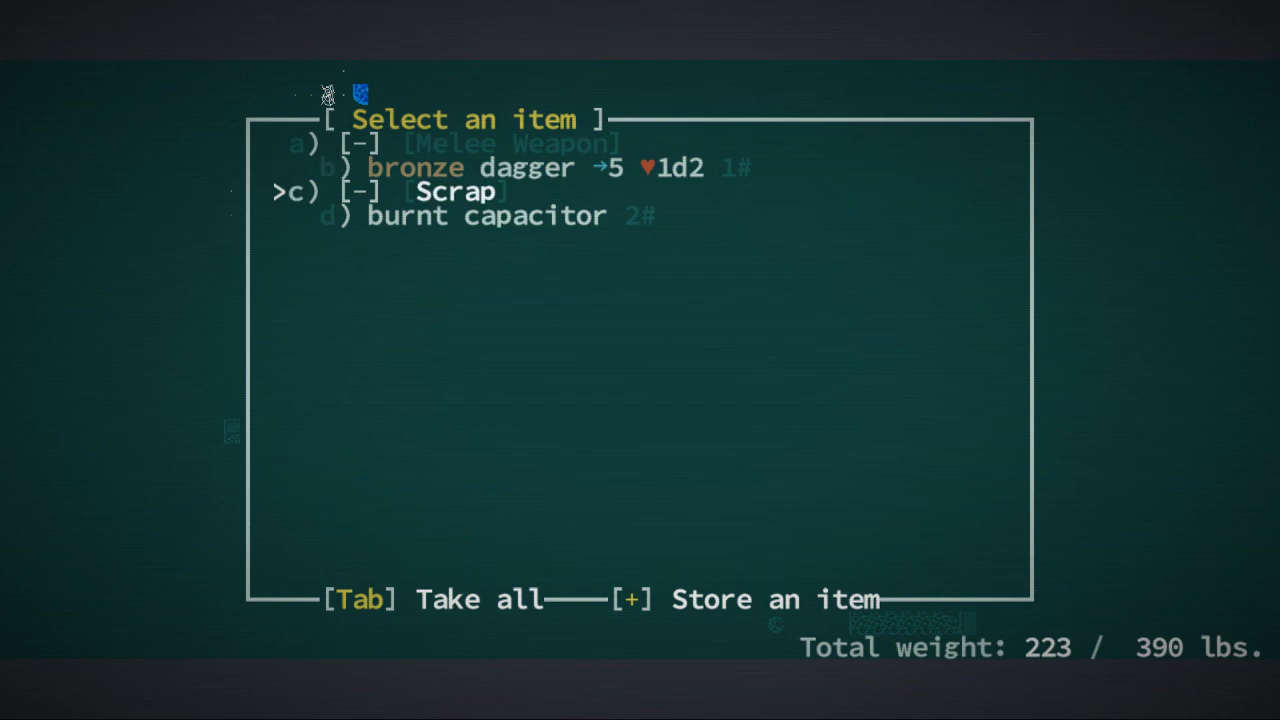 [ Select an item ]
a) [-] [Melee Weapon]
b) bronze dagger →5 ♥1d2 1#
>c) [-] [Scrap]
d) burnt capacitor 2#
[Tab] Take all [+] Store an item
Total weight: 223 / 390 lbs.